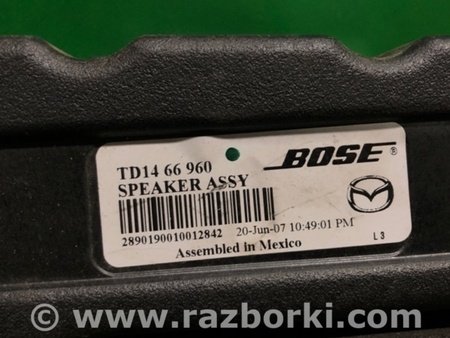 TD14 66 960
SPEAKER ASSY
BOSE®
2890190010012842
20-Jun-07 10:49:01 PM
Assembled in Mexico
L3
© www.razborki.com